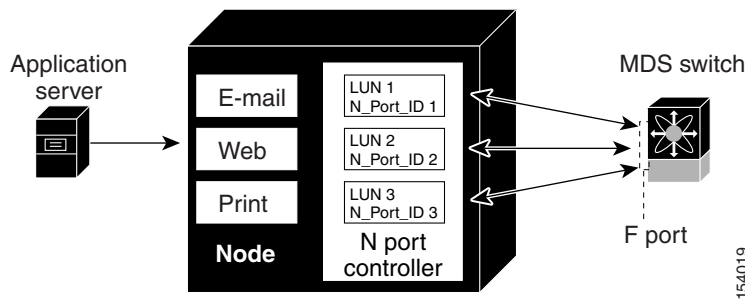 Application
server
E-mail
Web
Print
Node
LUN 1
N_Port_ID 1
LUN 2
N_Port_ID 2
LUN 3
N_Port_ID 3
N port
controller
MDS switch
F port
154019